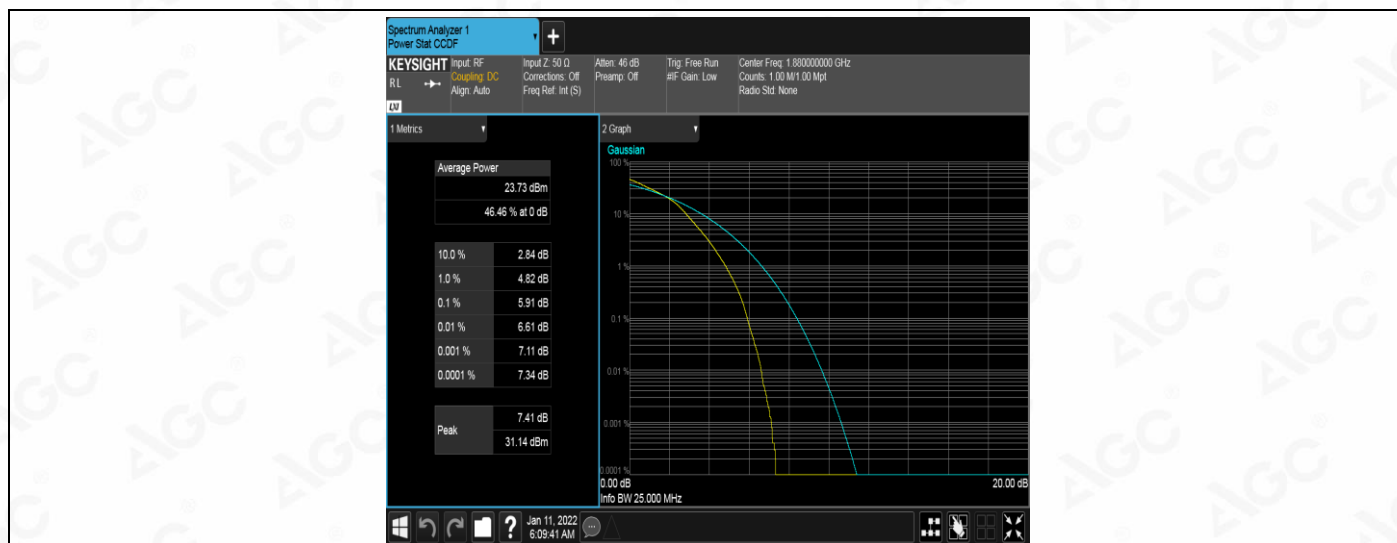 Spectrum Analyzer 1
Power Stat CCDF
KEYSIGHT
R L
LXI
Input: RF
Coupling: DC
Align: Auto
Input Z: 50 Ω
Corrections: Off
Freq Ref: Int (S)
Atten: 46 dB
Preamp: Off
Trig: Free Run
#IF Gain: Low
Center Freq: 1.880000000 GHz
Counts: 1.00 M/1.00 Mpt
Radio Std: None
1 Metrics
Average Power
23.73 dBm
46.46 % at 0 dB
10.0 % 2.84 dB
1.0 % 4.82 dB
0.1 % 5.91 dB
0.01 % 6.61 dB
0.001 % 7.11 dB
0.0001 % 7.34 dB
Peak 7.41 dB
31.14 dBm
2 Graph
Gaussian
100 %
10 %
1 %
0.1 %
0.01 %
0.001 %
0.0001 %
0.00 dB 20.00 dB
Info BW 25.000 MHz
Jan 11, 2022
6:09:41 AM
AGC